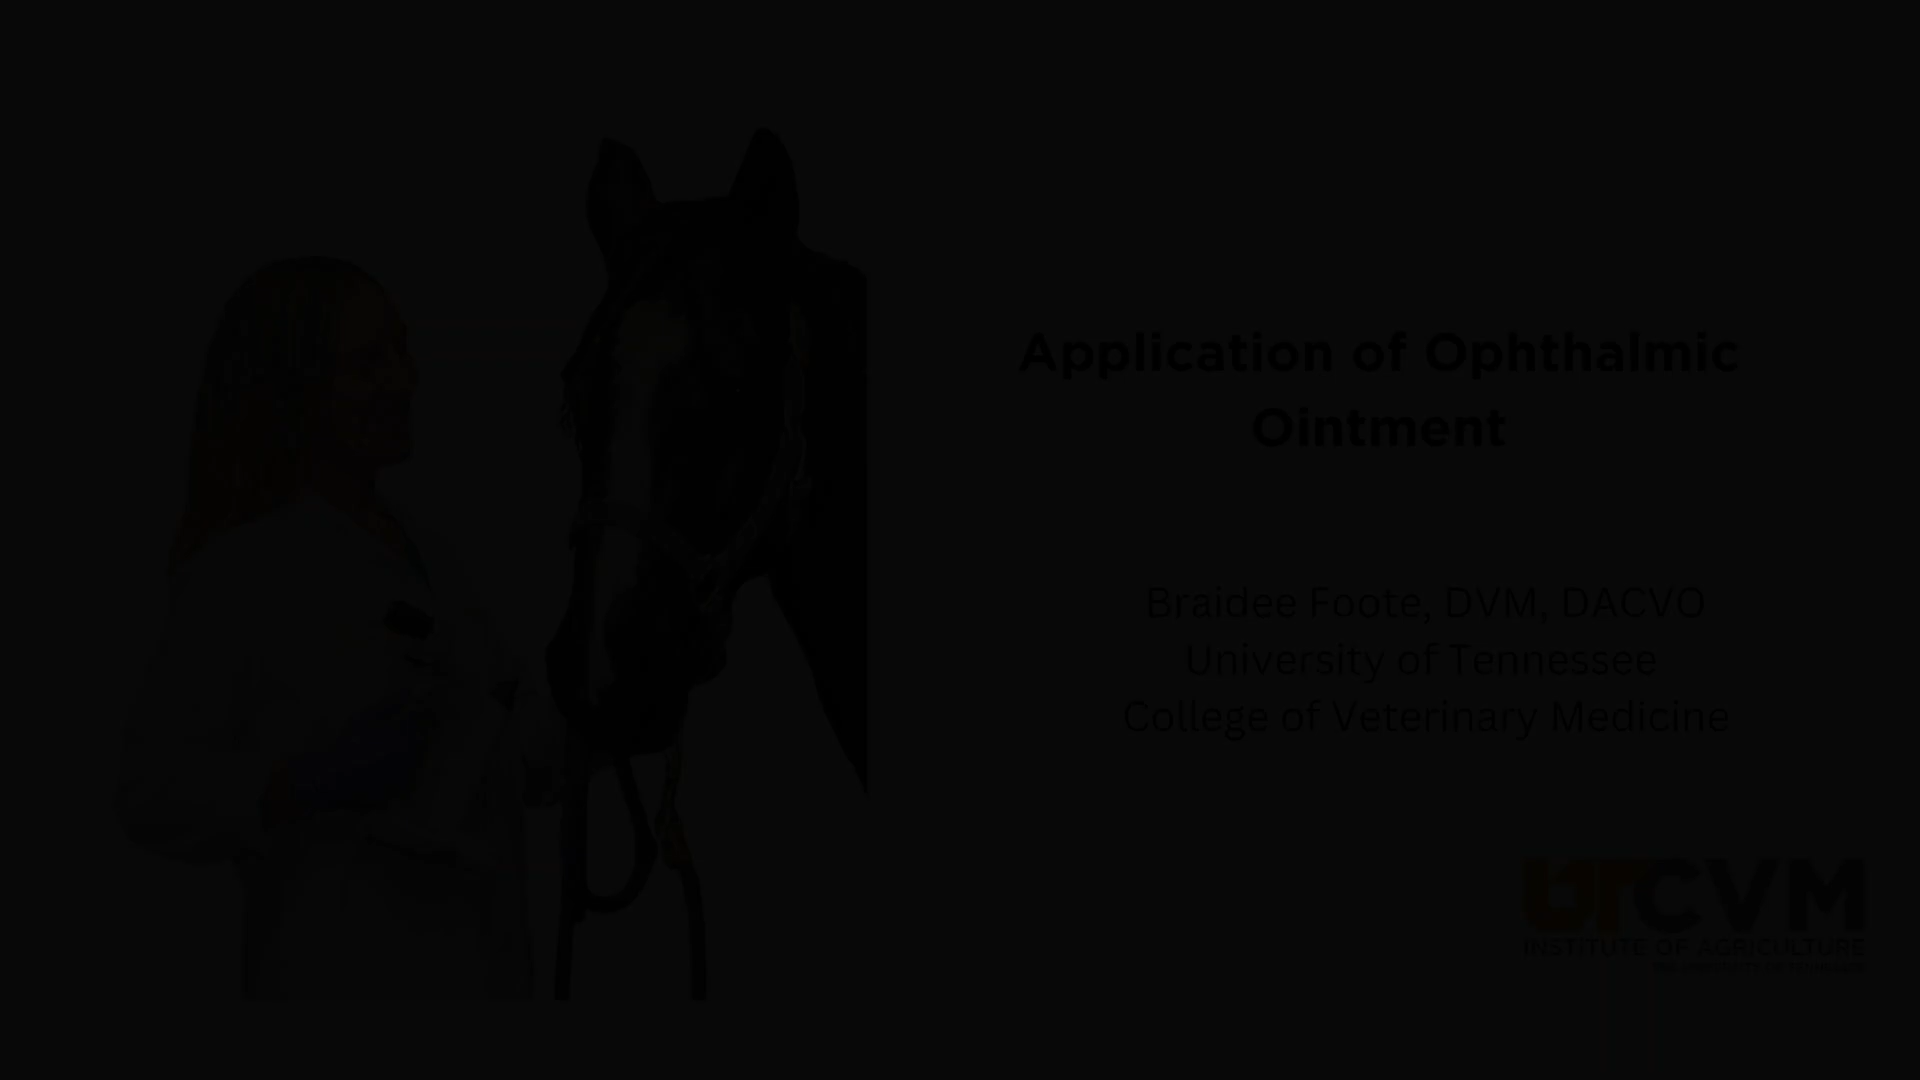 Application of Ophthalmic
Ointment
Braidee Foote, DVM, DACVO
University of Tennessee
College of Veterinary Medicine
UTCVM
INSTITUTE OF AGRICULTURE